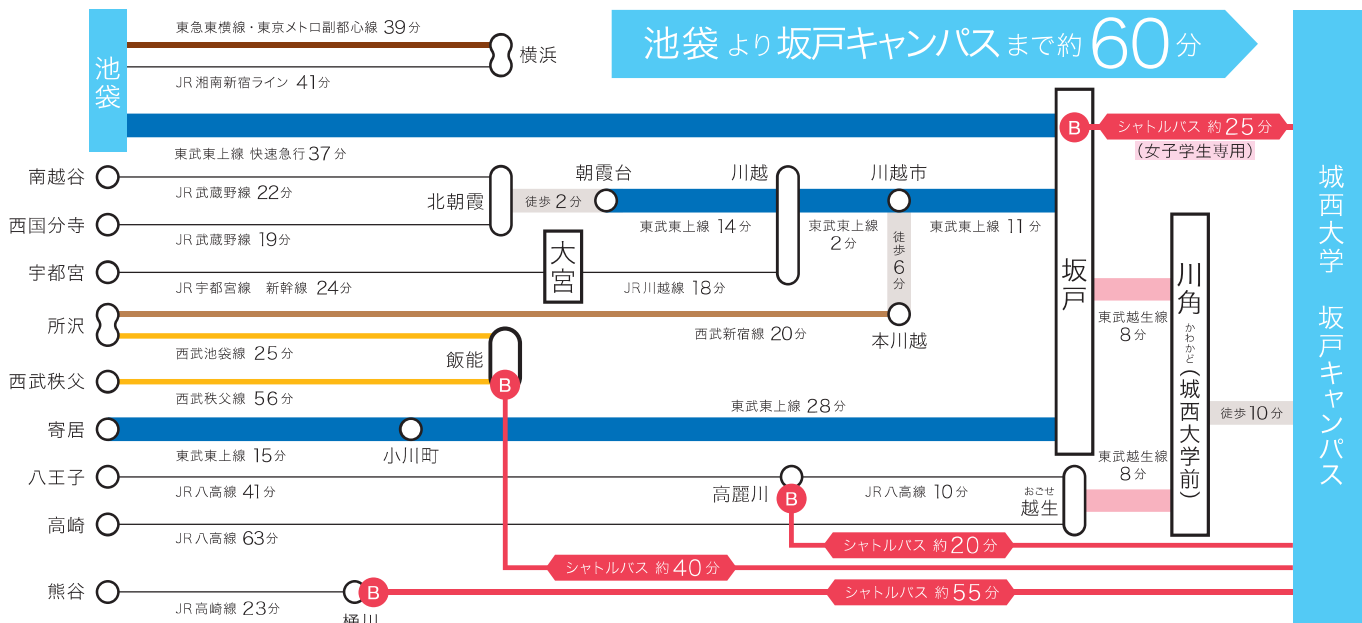 東急東横線・東京メトロ副都心線 39分
横浜
JR湘南新宿ライン 41分
池袋
池袋より坂戸キャンパスまで約60分
東武東上線 快速急行37分
B
シャトルバス 約25分
(女子学生専用)
南越谷
JR武蔵野線 22分
北朝霞
徒歩 2分
朝霞台
東武東上線 14分
川越
東武東上線
2分
川越市
東武東上線 11分
徒歩6分
西国分寺
JR武蔵野線 19分
大宮
宇都宮
JR宇都宮線 新幹線 24分
JR川越線 18分
坂戸
東武越生線
8分
川角
かわかど
(城西大学前)
所沢
西武新宿線 20分
本川越
西武池袋線 25分
飯能
B
西武秩父
西武秩父線 56分
徒歩10分
城西大学 坂戸キャンパス
寄居
東武東上線 28分
東武東上線 15分
小川町
八王子
JR八高線 41分
高麗川
B
JR八高線 10分
おごせ
越生
東武越生線
8分
高崎
JR八高線 63分
シャトルバス 約20分
シャトルバス 約40分
熊谷
JR高崎線 23分
桶川
B
シャトルバス 約55分